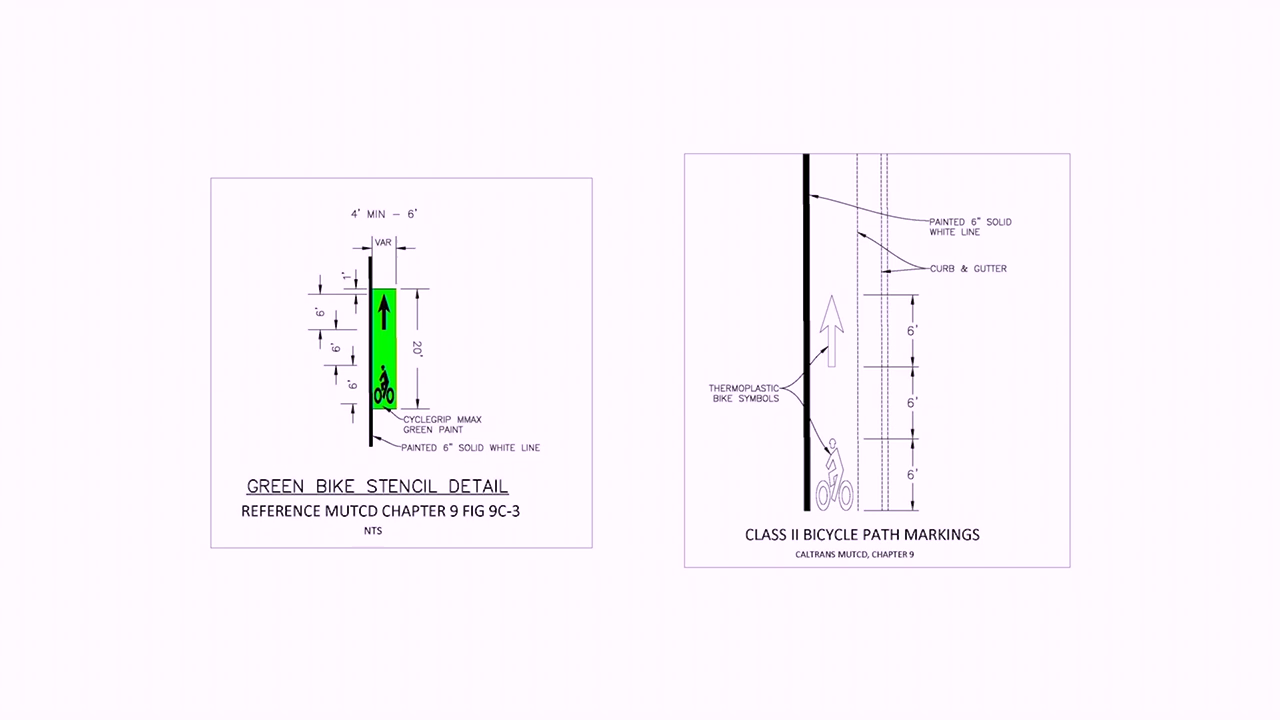 4' MIN – 6'
VAR
1'
6'
6'
6'
20'
CYCLEGRIP MMAX
GREEN PAINT
PAINTED 6" SOLID WHITE LINE
GREEN BIKE STENCIL DETAIL
REFERENCE MUTCD CHAPTER 9 FIG 9C-3
NTS
PAINTED 6" SOLID
WHITE LINE
CURB & GUTTER
6'
6'
6'
THERMOPLASTIC
BIKE SYMBOLS
CLASS II BICYCLE PATH MARKINGS
CALTRANS MUTCD, CHAPTER 9